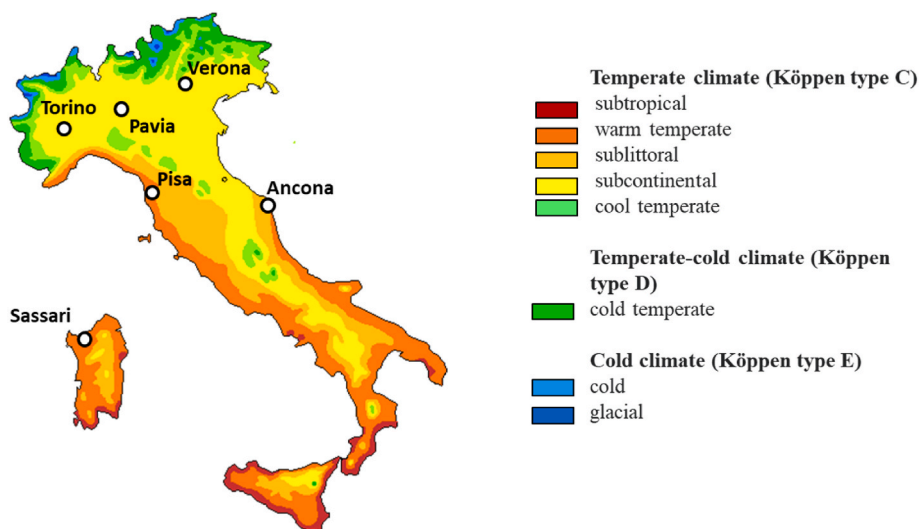 Verona
Torino
Pavia
Pisa
Ancona
Sassari
Temperate climate (Köppen type C)
subtropical
warm temperate
sublittoral
subcontinental
cool temperate
Temperate-cold climate (Köppen
type D)
cold temperate
Cold climate (Köppen type E)
cold
glacial